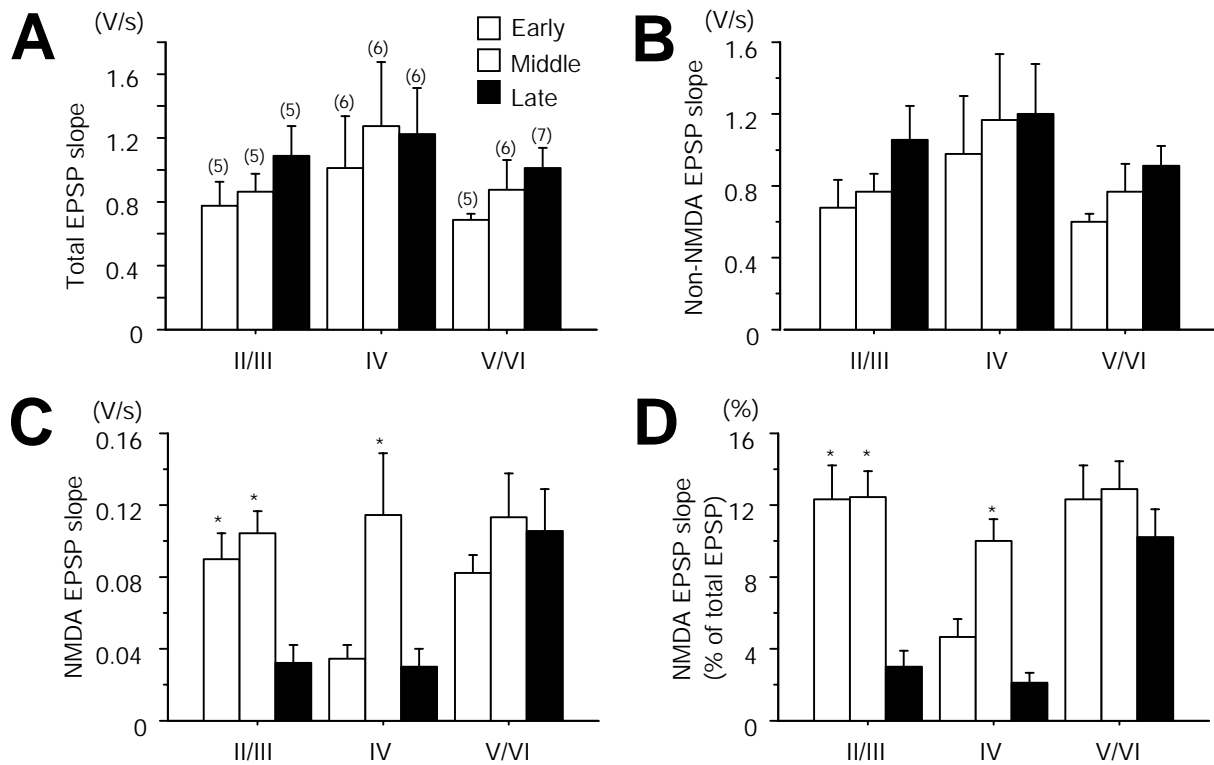 A
(V/s)
Total EPSP slope
1.6
1.2
0.8
0.4
0
(5)
(5)
(5)
(6)
(6)
(6)
(5)
(6)
(7)
Early
Middle
Late
II/III
IV
V/VI
B
(V/s)
Non-NMDA EPSP slope
1.6
1.2
0.8
0.4
0
II/III
IV
V/VI
C
(V/s)
NMDA EPSP slope
0.16
0.12
0.08
0.04
0
*
*
*
II/III
IV
V/VI
D
(%)
NMDA EPSP slope
(% of total EPSP)
16
12
8
4
0
*
*
*
II/III
IV
V/VI